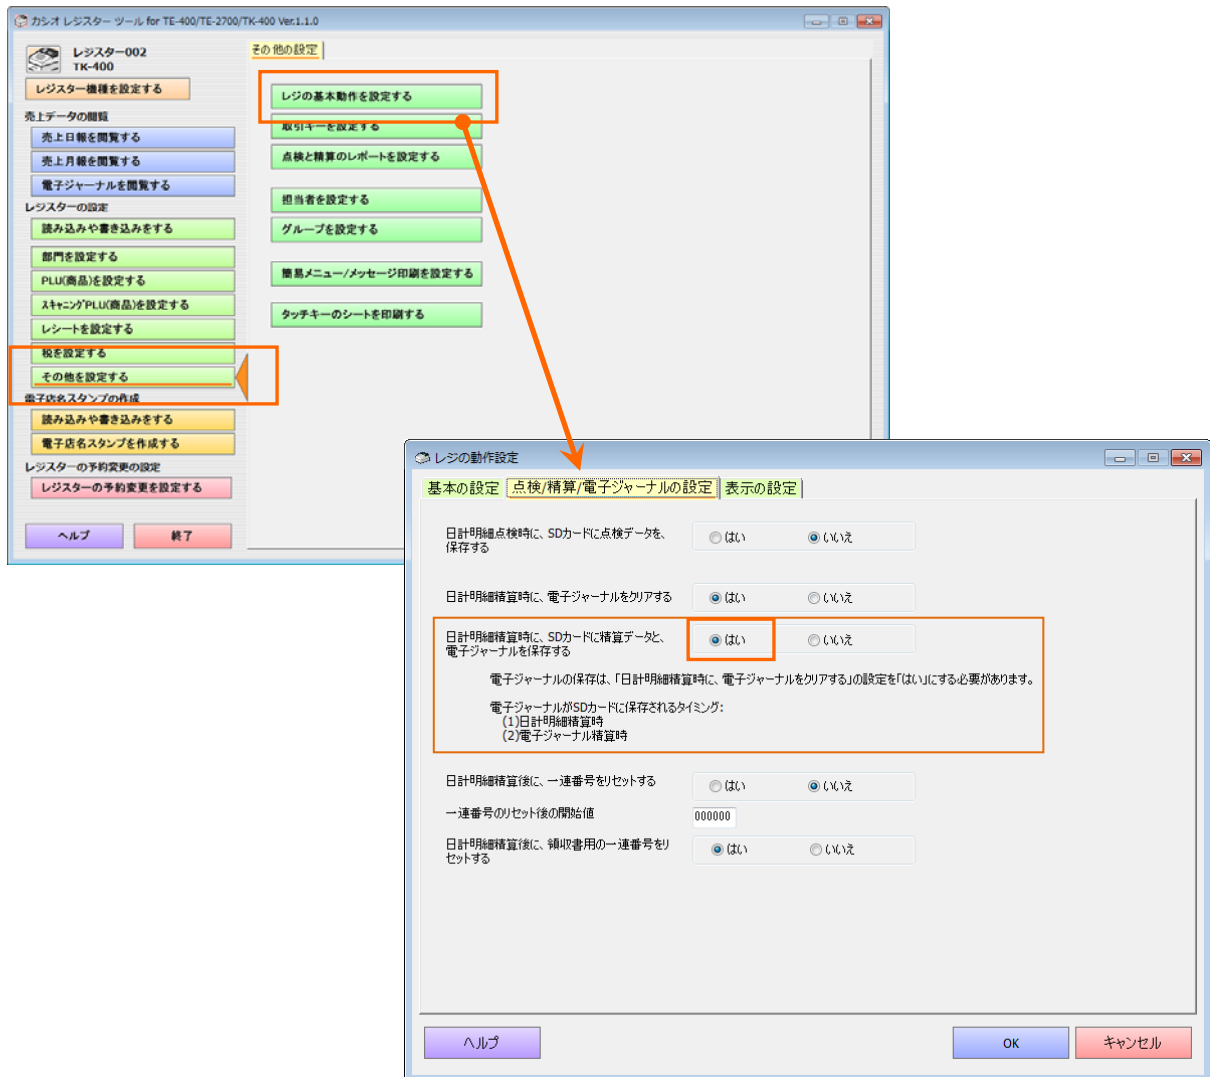 カシオ レジスター ツール for TE-400/TE-2700/TK-400 Ver.1.1.0
レジスター002
TK-400
レジスター機種を設定する
売上データの閲覧
売上日報を閲覧する
売上月報を閲覧する
電子ジャーナルを閲覧する
レジスターの設定
読み込みや書き込みをする
部門を設定する
PLU(商品)を設定する
ｽｷｬﾆﾝｸﾞPLU(商品)を設定する
レシートを設定する
税を設定する
その他を設定する
電子店名スタンプの作成
読み込みや書き込みをする
電子店名スタンプを作成する
レジスターの予約変更の設定
レジスターの予約変更を設定する
ヘルプ
終了
その他の設定
レジの基本動作を設定する
取引キーを設定する
点検と精算のレポートを設定する
担当者を設定する
グループを設定する
簡易メニュー/メッセージ印刷を設定する
タッチキーのシートを印刷する
レジの動作設定
基本の設定 点検/精算/電子ジャーナルの設定 表示の設定
日計明細点検時に、SDカードに点検データを、
保存する
はい いいえ
日計明細精算時に、電子ジャーナルをクリアする
はい いいえ
日計明細精算時に、SDカードに精算データと、
電子ジャーナルを保存する
はい いいえ
電子ジャーナルの保存は、「日計明細精算時に、電子ジャーナルをクリアする」の設定を「はい」にする必要があります。
電子ジャーナルがSDカードに保存されるタイミング:
(1)日計明細精算時
(2)電子ジャーナル精算時
日計明細精算後に、一連番号をリセットする
はい いいえ
一連番号のリセット後の開始値
000000
日計明細精算後に、領収書用の一連番号をリ
セットする
はい いいえ
ヘルプ
OK
キャンセル